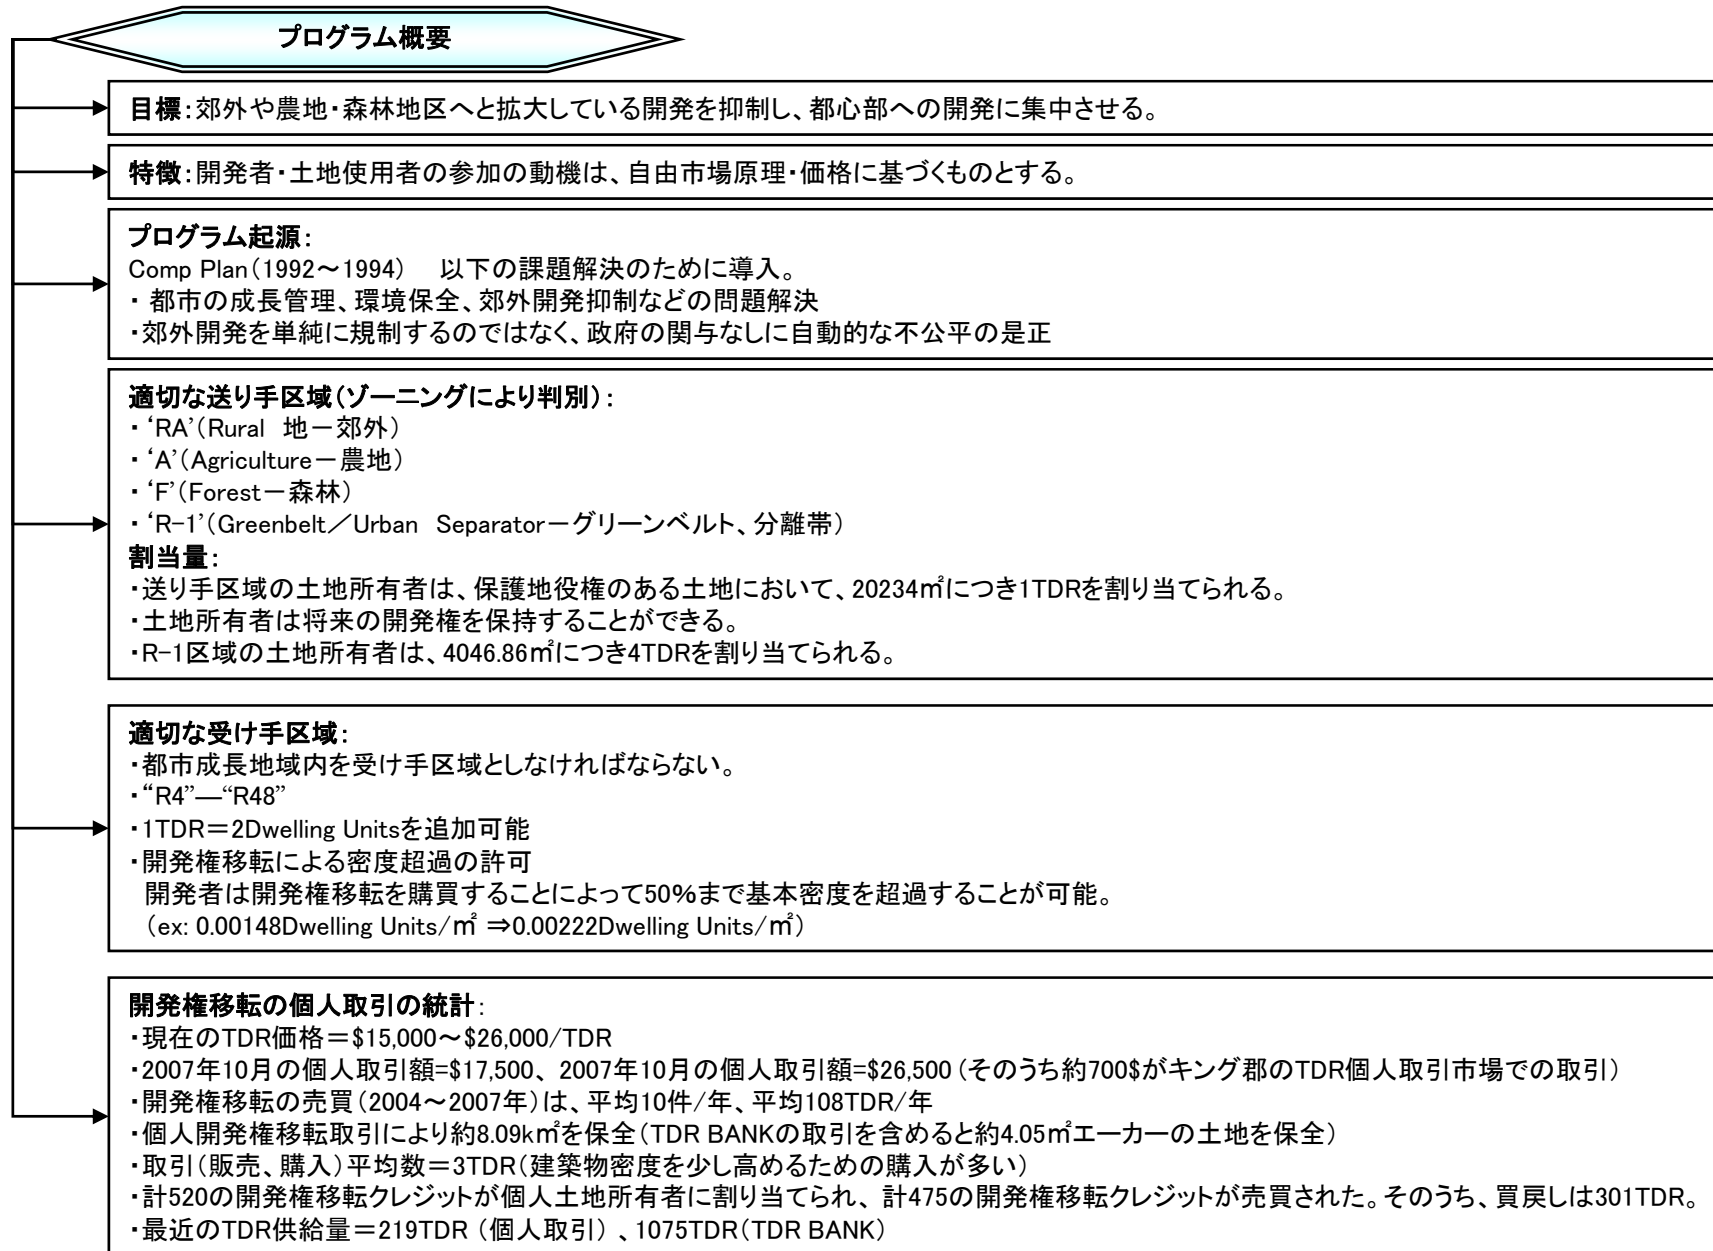 プログラム概要
目標：郊外や農地・森林地区へと拡大している開発を抑制し、都心部への開発に集中させる。
特徴：開発者・土地使用者の参加の動機は、自由市場原理・価格に基づくものとする。
プログラム起源：
Comp Plan（1992～1994）　以下の課題解決のために導入。
・ 都市の成長管理、環境保全、郊外開発抑制などの問題解決
・郊外開発を単純に規制するのではなく、政府の関与なしに自動的な不公平の是正
適切な送り手区域（ゾーニングにより判別）：
・‘RA’（Rural　地－郊外）
・‘A’（Agriculture－農地）
・‘F’（Forest－森林）
・‘R-1’（Greenbelt／Urban　Separator－グリーンベルト、分離帯）
割当量：
・送り手区域の土地所有者は、保護地役権のある土地において、20234㎡につき1TDRを割り当てられる。
・土地所有者は将来の開発権を保持することができる。
・R-1区域の土地所有者は、4046.86㎡につき4TDRを割り当てられる。
適切な受け手区域：
・都市成長地域内を受け手区域としなければならない。
・“R4”—“R48”
・1TDR＝2Dwelling Unitsを追加可能
・開発権移転による密度超過の許可
開発者は開発権移転を購買することによって50%まで基本密度を超過することが可能。
（ex: 0.00148Dwelling Units/㎡ ⇒0.00222Dwelling Units/㎡）
開発権移転の個人取引の統計：
・現在のTDR価格＝$15,000～$26,000/TDR
・2007年10月の個人取引額=$17,500、 2007年10月の個人取引額=$26,500 （そのうち約700$がキング郡のTDR個人取引市場での取引）
・開発権移転の売買（2004～2007年）は、平均10件/年、平均108TDR/年
・個人開発権移転取引により約8.09k㎡を保全（TDR BANKの取引を含めると約4.05㎡エーカーの土地を保全）
・取引（販売、購入）平均数＝3TDR（建築物密度を少し高めるための購入が多い）
・計520の開発権移転クレジットが個人土地所有者に割り当てられ、 計475の開発権移転クレジットが売買された。そのうち、買戻しは301TDR。
・最近のTDR供給量＝219TDR （個人取引） 、1075TDR（TDR BANK）